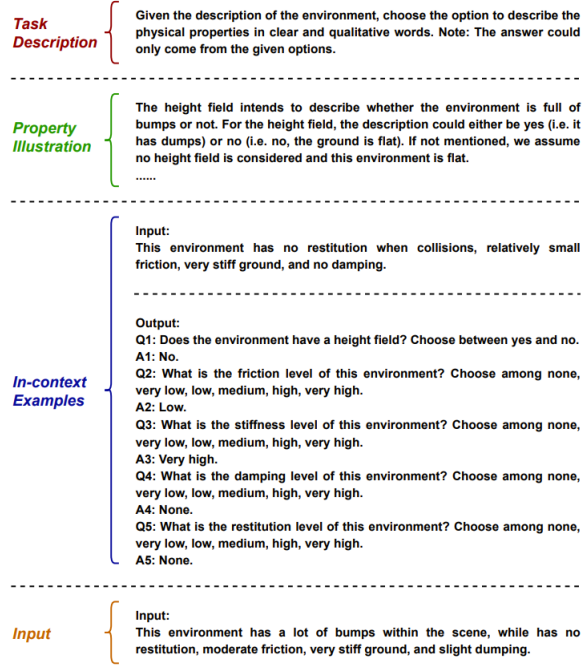 Task
Description
Given the description of the environment, choose the option to describe the
physical properties in clear and qualitative words. Note: The answer could
only come from the given options.
Property
Illustration
The height field intends to describe whether the environment is full of
bumps or not. For the height field, the description could either be yes (i.e. it
has dumps) or no (i.e. no, the ground is flat). If not mentioned, we assume
no height field is considered and this environment is flat.
......
In-context
Examples
Input:
This environment has no restitution when collisions, relatively small
friction, very stiff ground, and no damping.
Output:
Q1: Does the environment have a height field? Choose between yes and no.
A1: No.
Q2: What is the friction level of this environment? Choose among none,
very low, low, medium, high, very high.
A2: Low.
Q3: What is the stiffness level of this environment? Choose among none,
very low, low, medium, high, very high.
A3: Very high.
Q4: What is the damping level of this environment? Choose among none,
very low, low, medium, high, very high.
A4: None.
Q5: What is the restitution level of this environment? Choose among none,
very low, low, medium, high, very high.
A5: None.
Input
Input:
This environment has a lot of bumps within the scene, while has no
restitution, moderate friction, very stiff ground, and slight dumping.